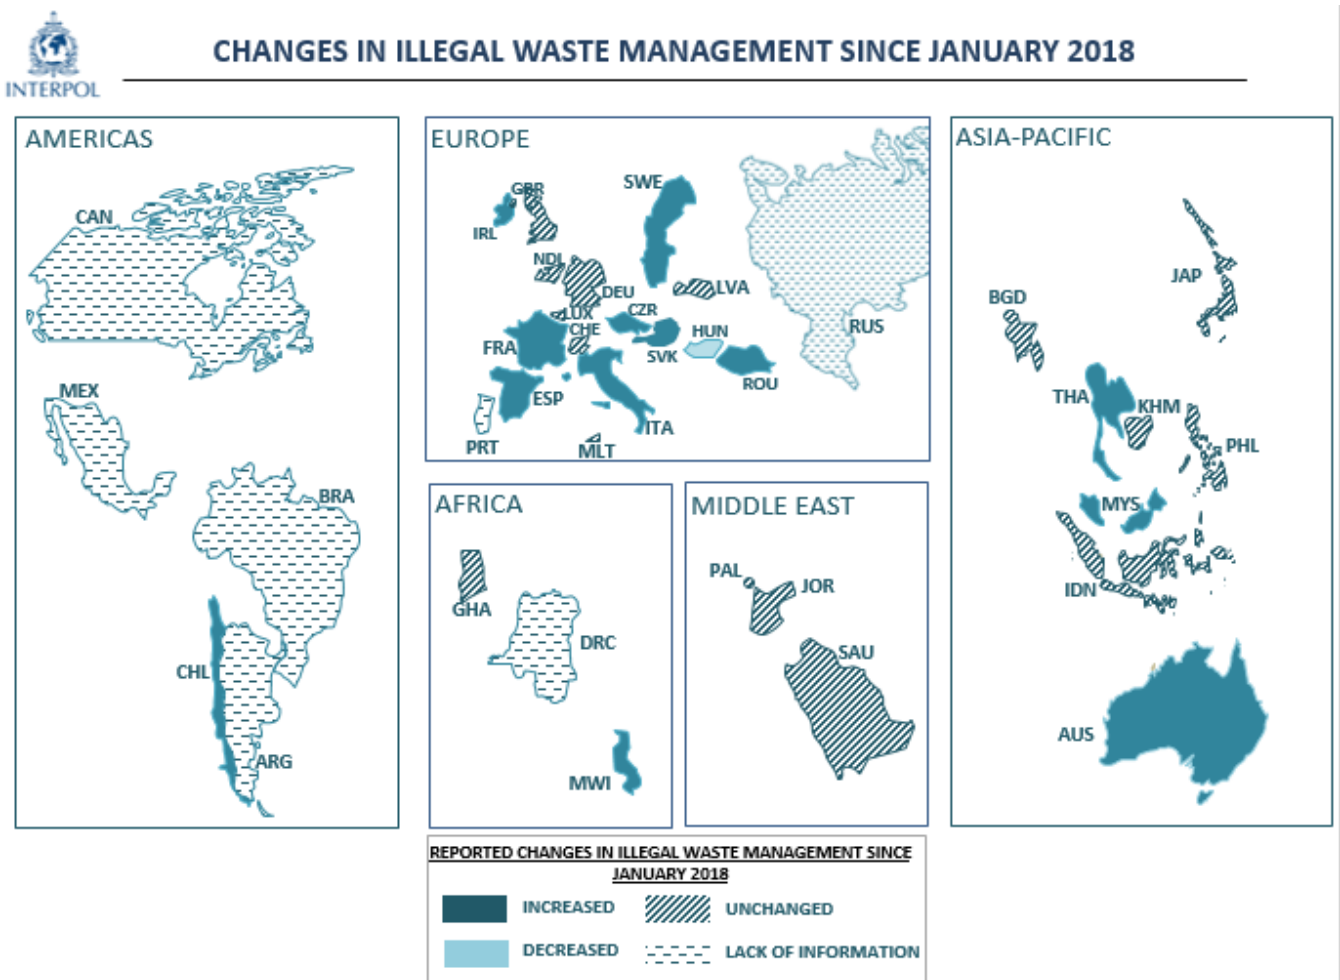 INTERPOL
CHANGES IN ILLEGAL WASTE MANAGEMENT SINCE JANUARY 2018
AMERICAS
CAN
MEX
BRA
CHL
ARG
EUROPE
GBR
SWE
IRL
NDL
DEU
LVA
LUX
CZR
CHE
HUN
RUS
FRA
SVK
ROU
ESP
ITA
PRT
MLT
AFRICA
GHA
DRC
MWI
MIDDLE EAST
PAL
JOR
SAU
ASIA-PACIFIC
JAP
BGD
THA
KHM
PHL
MYS
IDN
AUS
REPORTED CHANGES IN ILLEGAL WASTE MANAGEMENT SINCE
JANUARY 2018
INCREASED
UNCHANGED
DECREASED
LACK OF INFORMATION